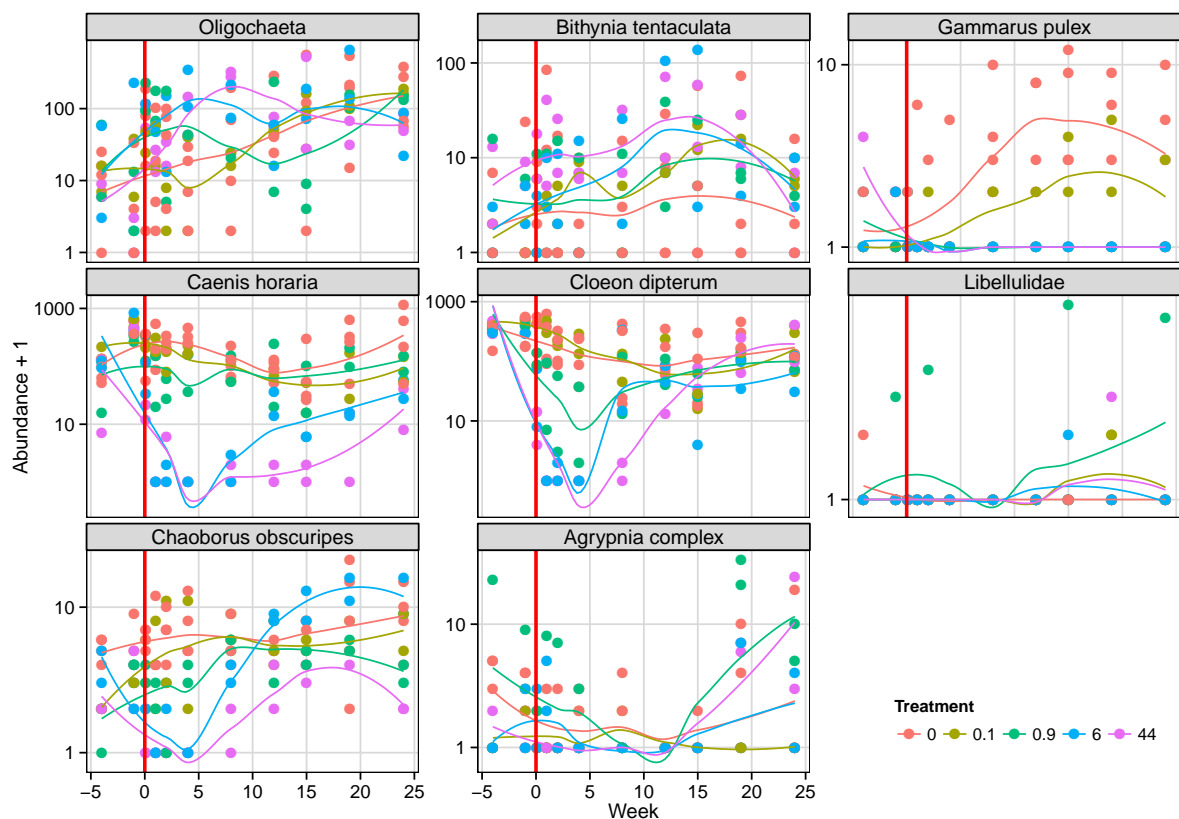 Oligochaeta Bithynia tentaculata Gammarus pulex
100 100 10
10 10
1 1 1
Caenis horaria Cloeon dipterum Libellulidae
1000 1000
10 10
1
Chaoborus obscuripes Agrypnia complex
10 10
1 1
−5 0 5 10 15 20 25 −5 0 5 10 15 20 25
Week
Abundance + 1
Treatment
0 0.1 0.9 6 44